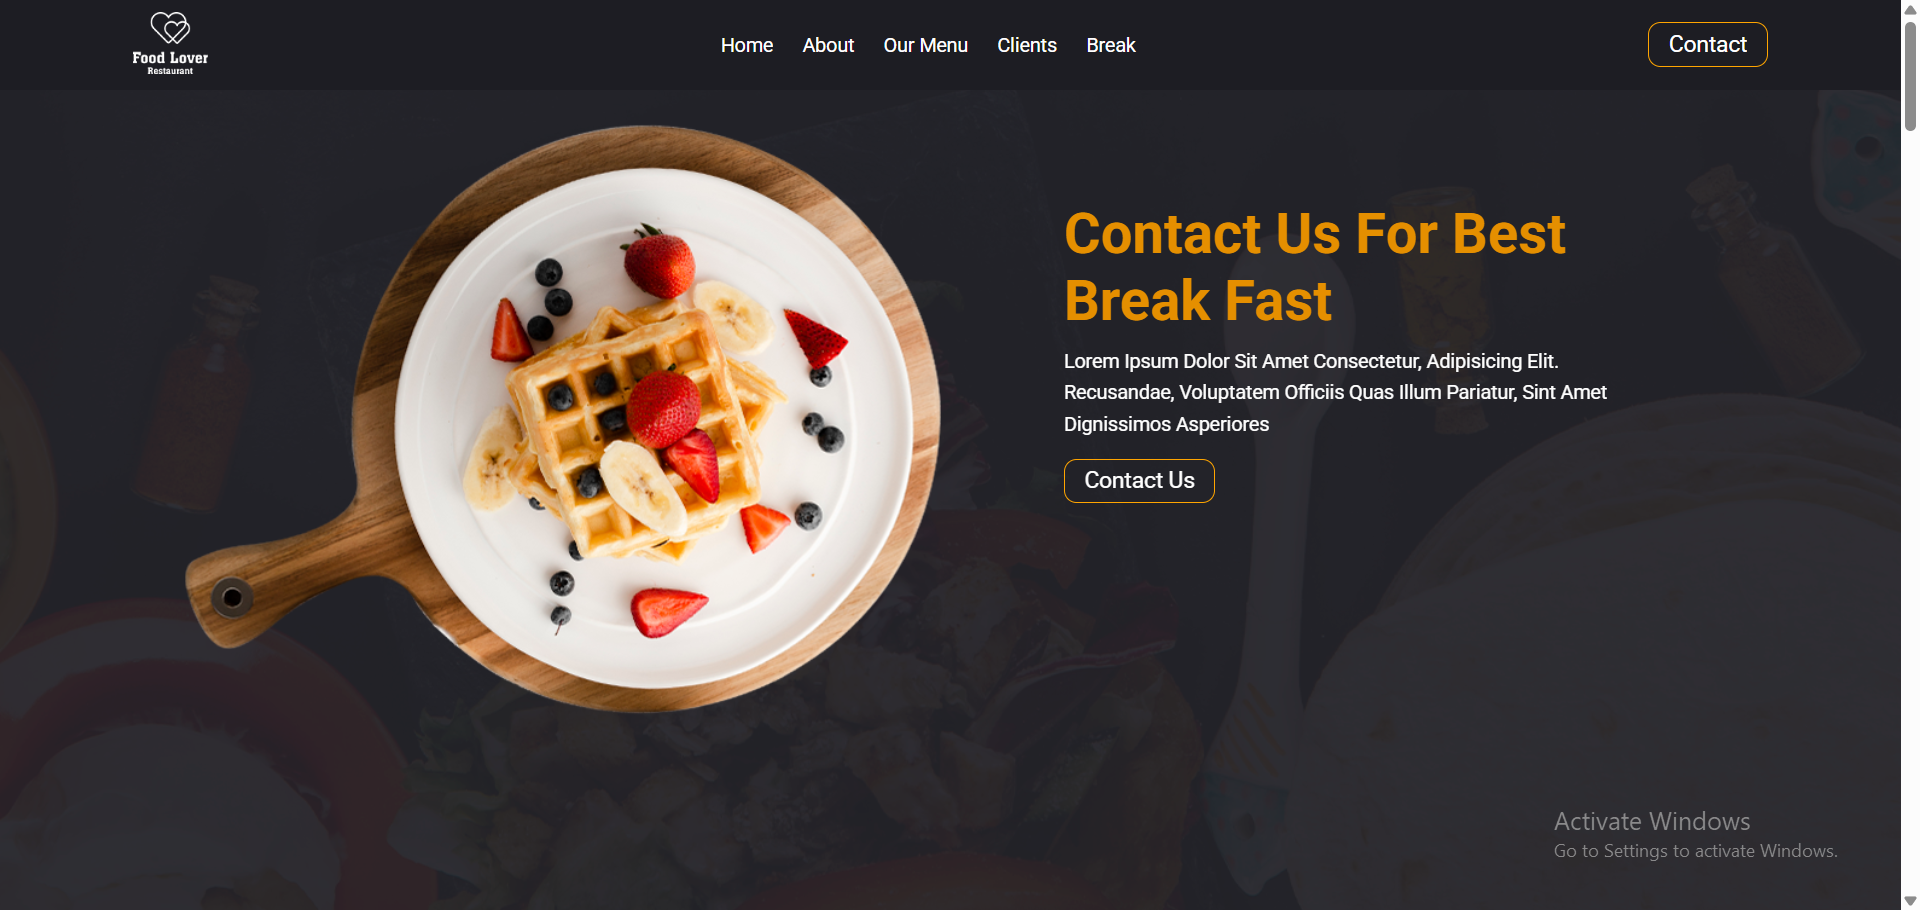 Food Lover
Restaurant
Home About Our Menu Clients Break
Contact
Contact Us For Best
Break Fast
Lorem Ipsum Dolor Sit Amet Consectetur, Adipisicing Elit.
Recusandae, Voluptatem Officiis Quas Illum Pariatur, Sint Amet
Dignissimos Asperiores
Contact Us
Activate Windows
Go to Settings to activate Windows.